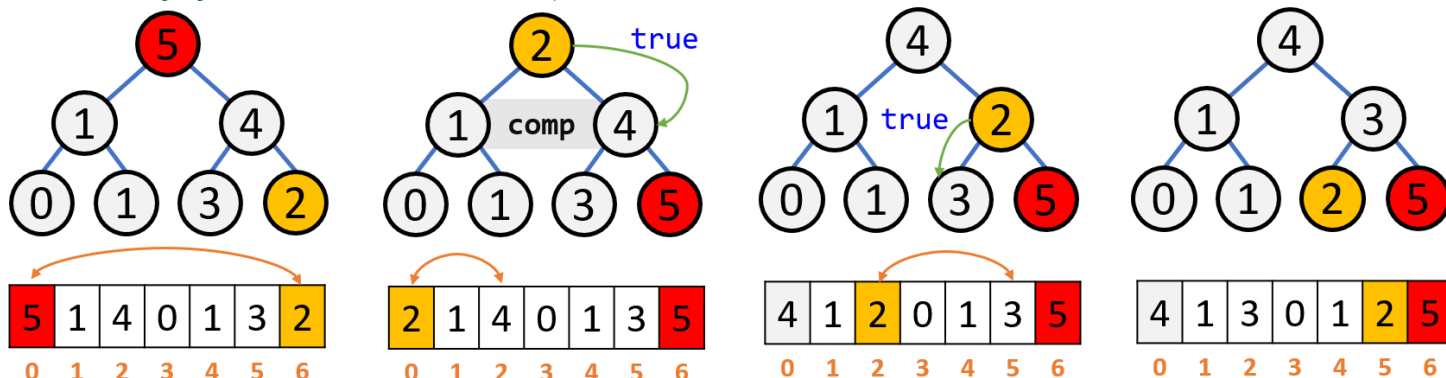 5 2 4 4
true
1 4 1 comp 4 1 true 2 1 3
0 1 3 2 0 1 3 5 0 1 3 5 0 1 2 5
5 1 4 0 1 3 2 2 1 4 0 1 3 5 4 1 2 0 1 3 5 4 1 3 0 1 2 5
0 1 2 3 4 5 6 0 1 2 3 4 5 6 0 1 2 3 4 5 6 0 1 2 3 4 5 6